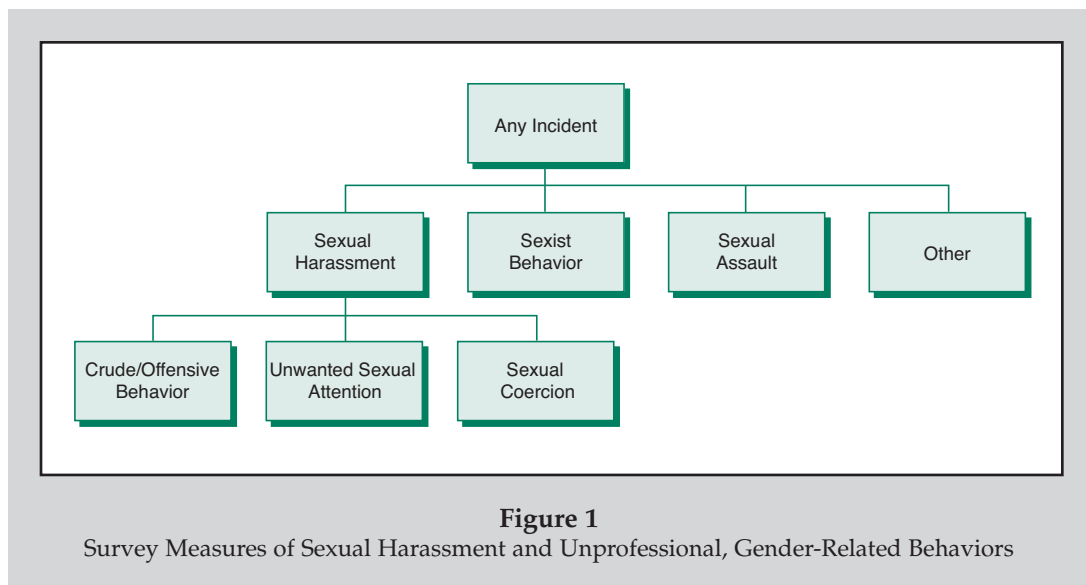 Any Incident
Sexual
Harassment
Sexist
Behavior
Sexual
Assault
Other
Crude/Offensive
Behavior
Unwanted Sexual
Attention
Sexual
Coercion
Figure 1
Survey Measures of Sexual Harassment and Unprofessional, Gender-Related Behaviors